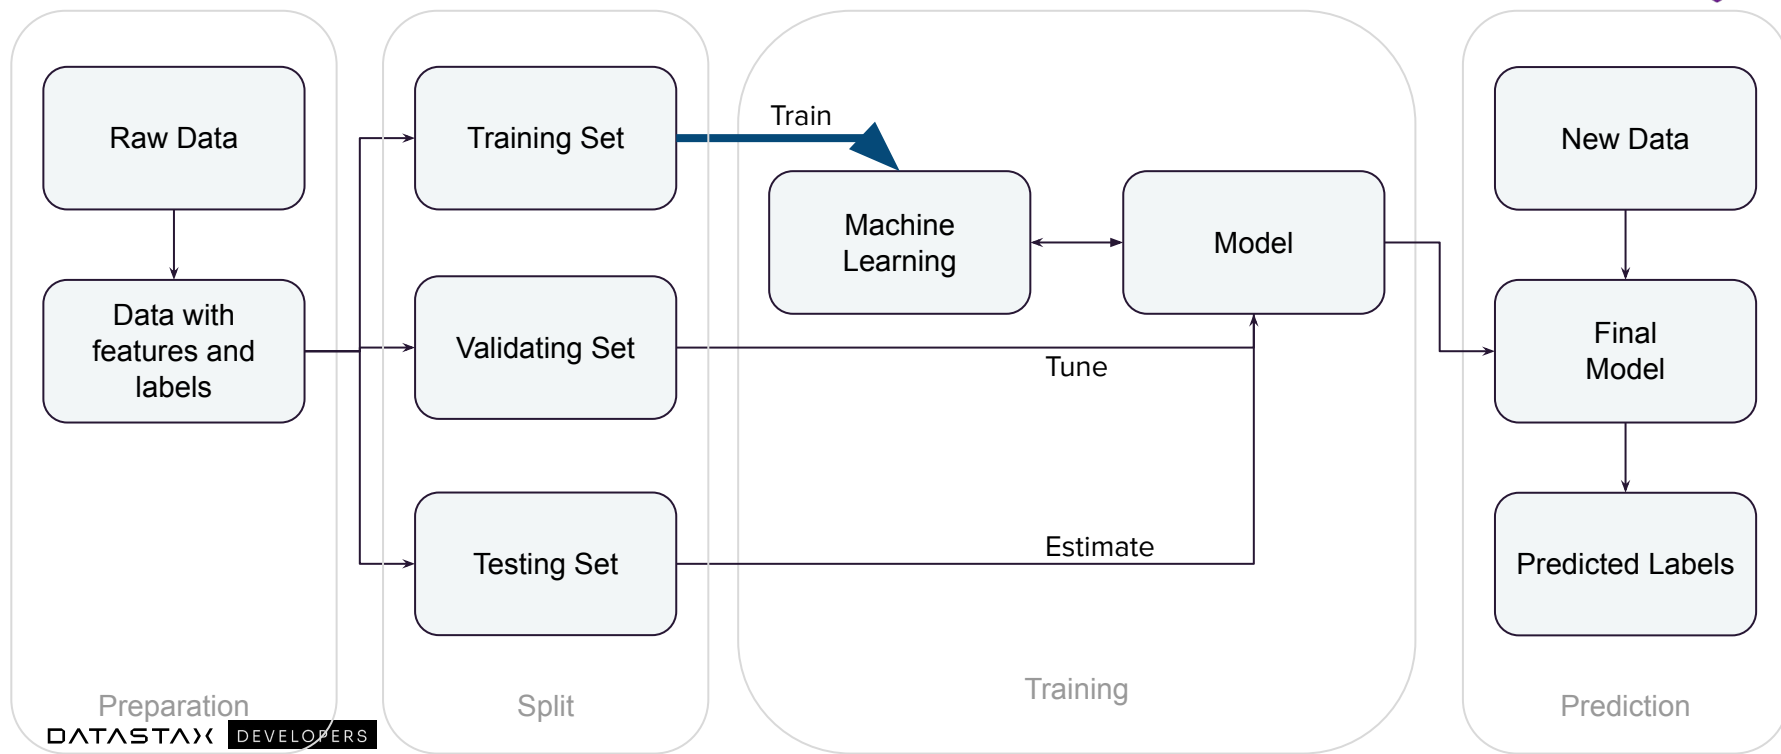 Raw Data
Data with
features and
labels
Preparation
Training Set
Validating Set
Testing Set
Split
Train
Machine
Learning
Model
Tune
Estimate
Training
New Data
Final
Model
Predicted Labels
Prediction
DATASTAX DEVELOPERS